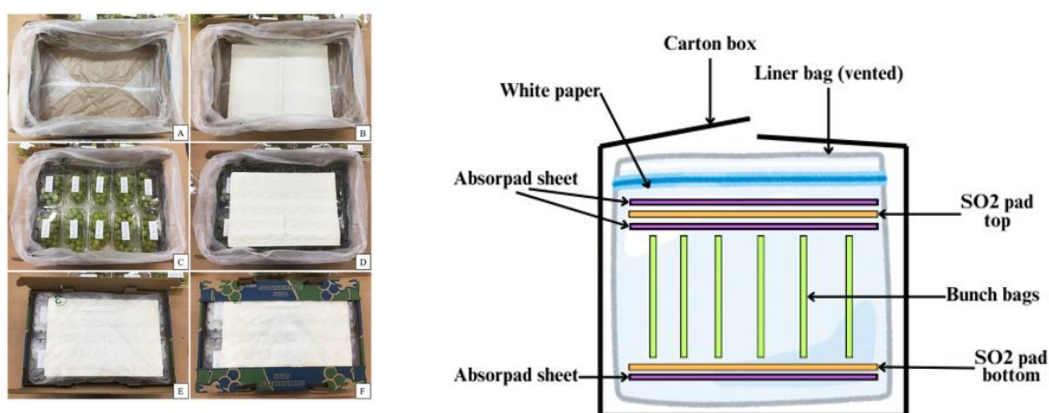 A
B
C
D
E
F
Carton box
Liner bag (vented)
White paper
Absorpad sheet
SO2 pad
top
Bunch bags
SO2 pad
bottom
Absorpad sheet